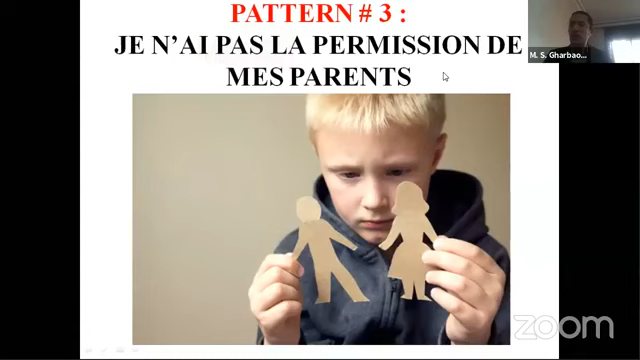 PATTERN # 3 :
JE N’AI PAS LA PERMISSION DE
MES PARENTS
M. S. Gharbao...
zoom